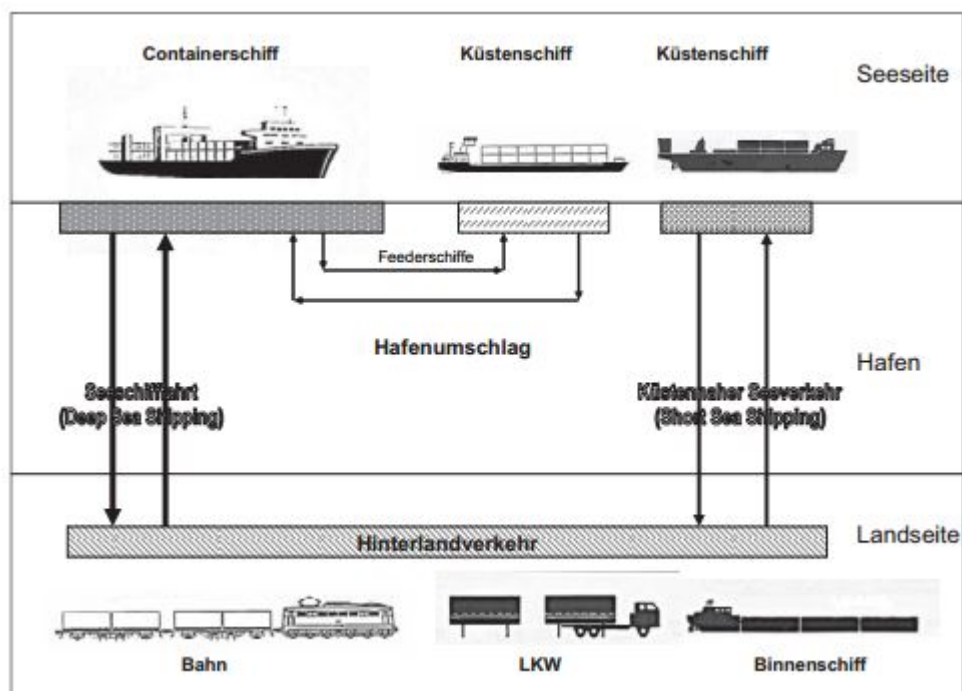 Containerschiff
Küstenschiff
Küstenschiff
Seeseite
Feederschiffe
Hafenumschlag
Hafen
Seeschifffahrt
(Deep Sea Shipping)
Küstennaher Seeverkehr
(Short Sea Shipping)
Hinterlandverkehr
Landseite
Bahn
LKW
Binnenschiff